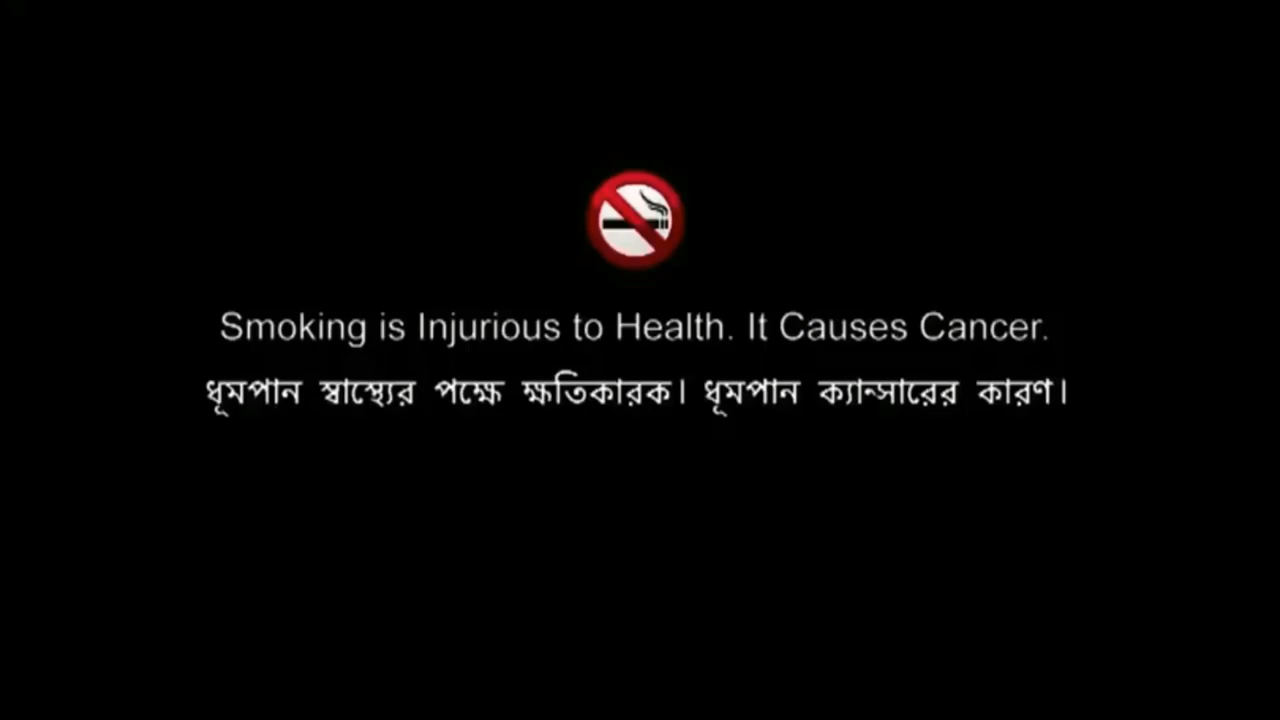 Smoking is Injurious to Health. It Causes Cancer.
ধূমপান স্বাস্থ্যের পক্ষে ক্ষতিকারক। ধূমপান ক্যান্সারের কারণ।